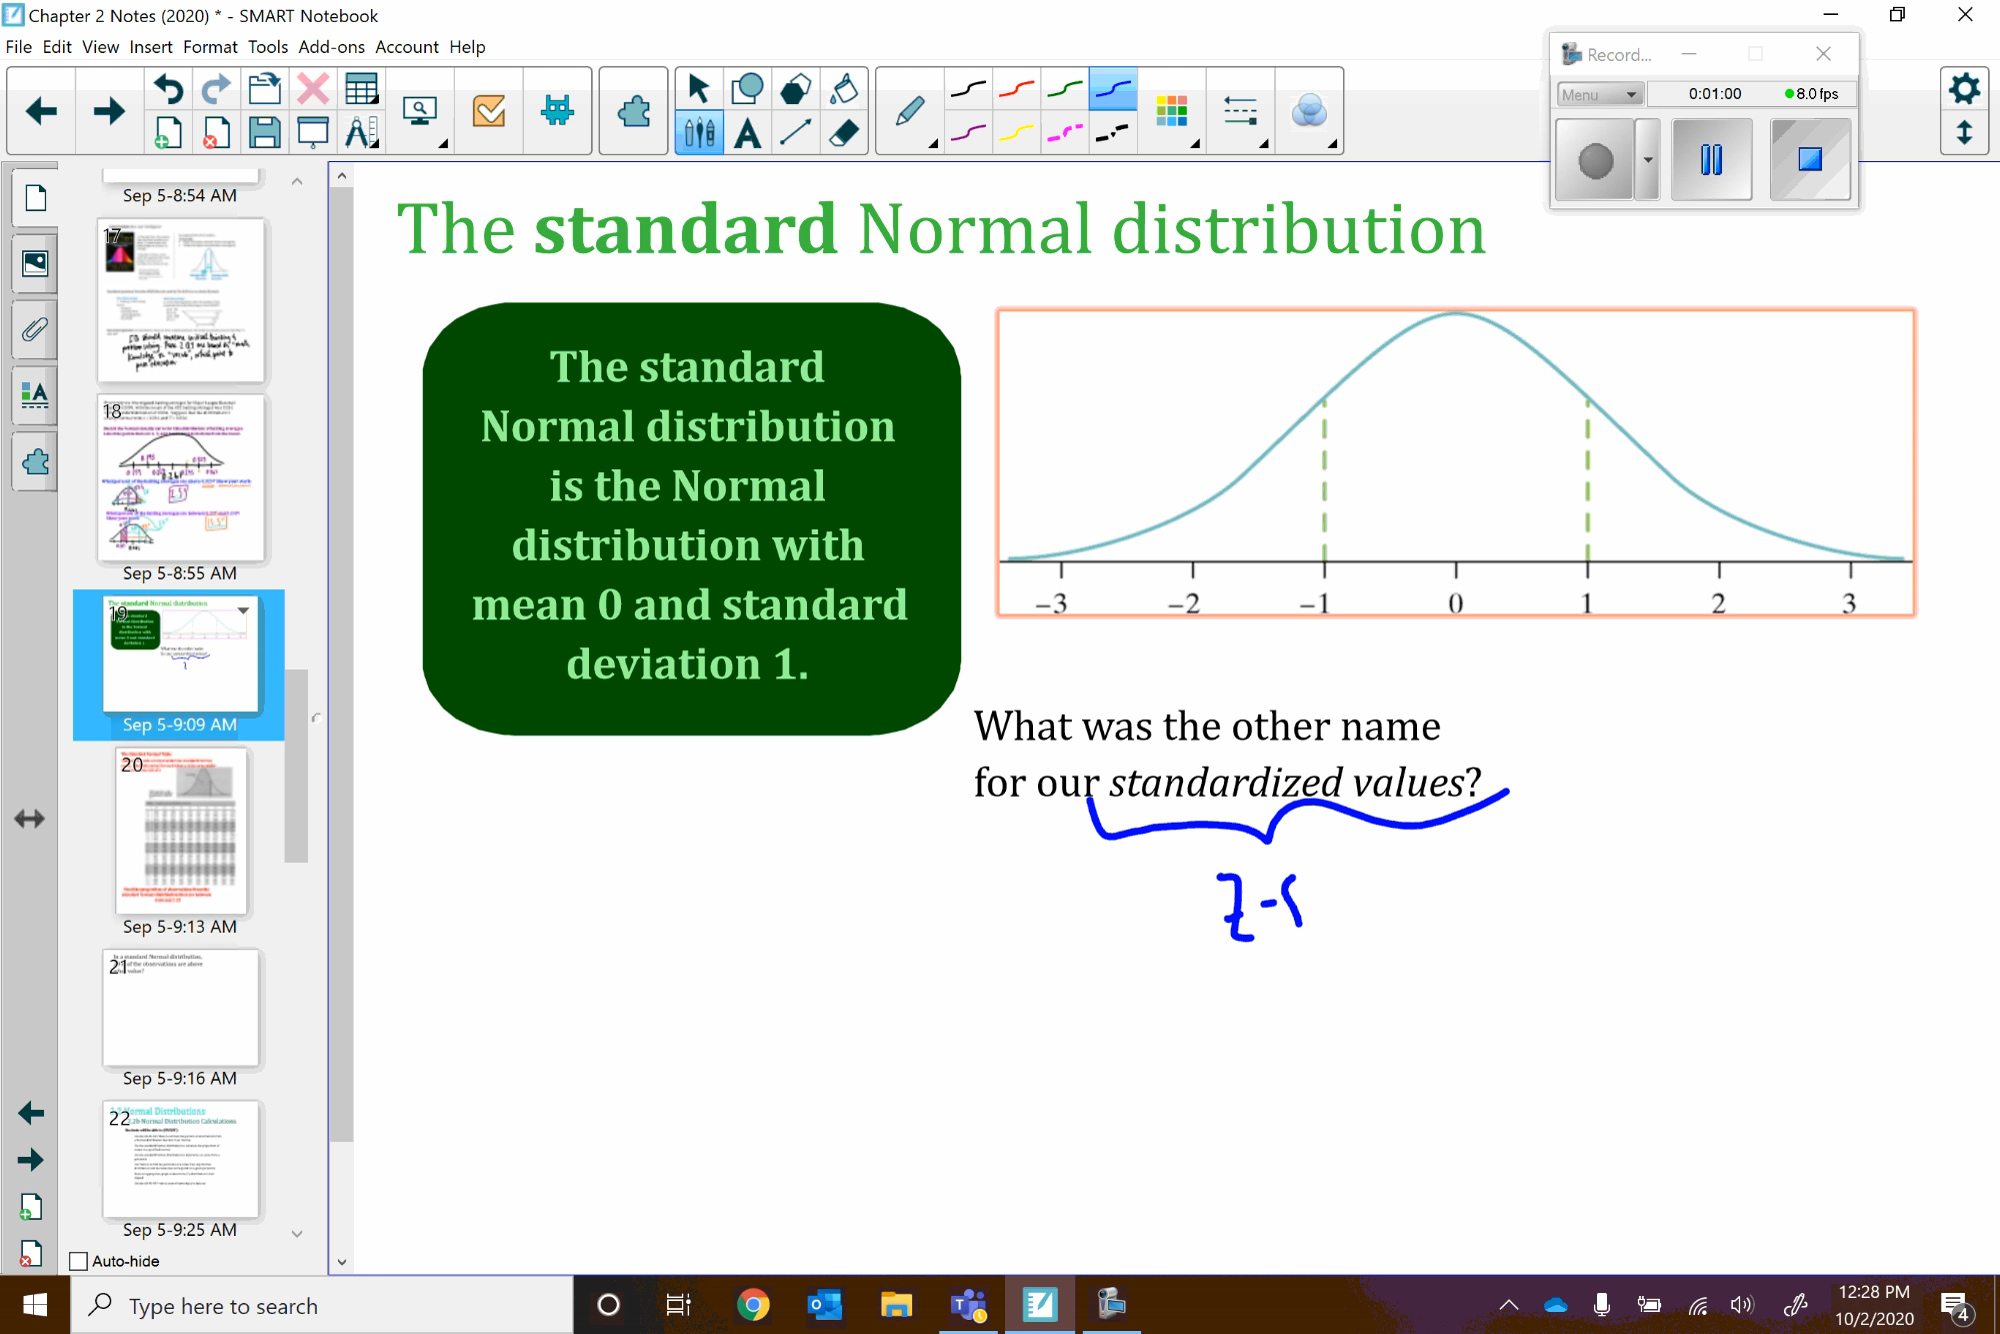 Chapter 2 Notes (2020) * - SMART Notebook
File Edit View Insert Format Tools Add-ons Account Help
Record...
Menu 0:01:00 8.0 fps
Sep 5-8:54 AM
17
18
Sep 5-8:55 AM
19
Sep 5-9:09 AM
20
Sep 5-9:13 AM
21
Sep 5-9:16 AM
22
Sep 5-9:25 AM
Auto-hide
The standard Normal distribution
The standard
Normal distribution
is the Normal
distribution with
mean 0 and standard
deviation 1.
−3 −2 −1 0 1 2 3
What was the other name
for our standardized values?
z-s
Type here to search
12:28 PM
10/2/2020
4